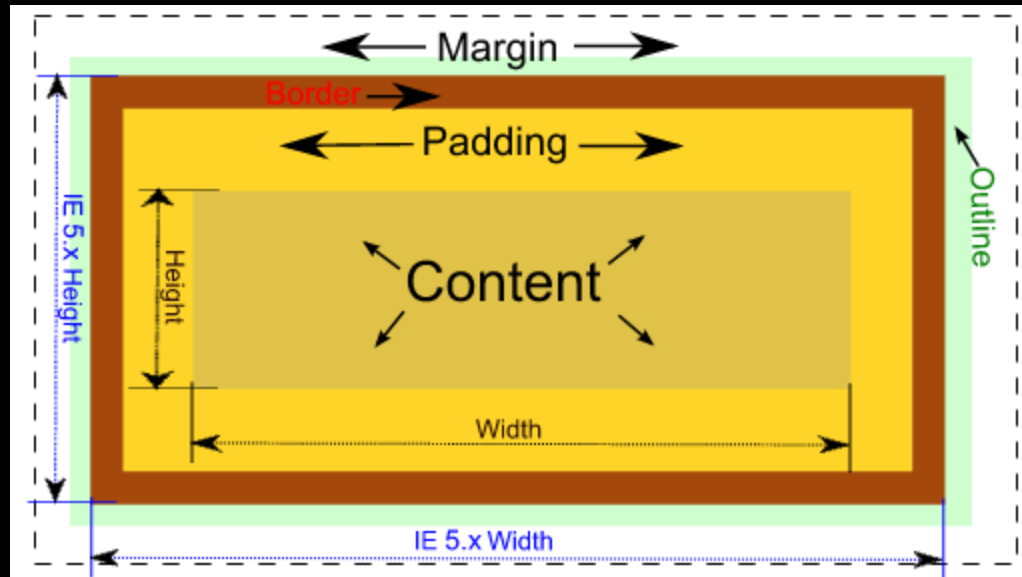 Margin
Border
Padding
Outline
IE 5.x Height
Height
Content
Width
IE 5.x Width